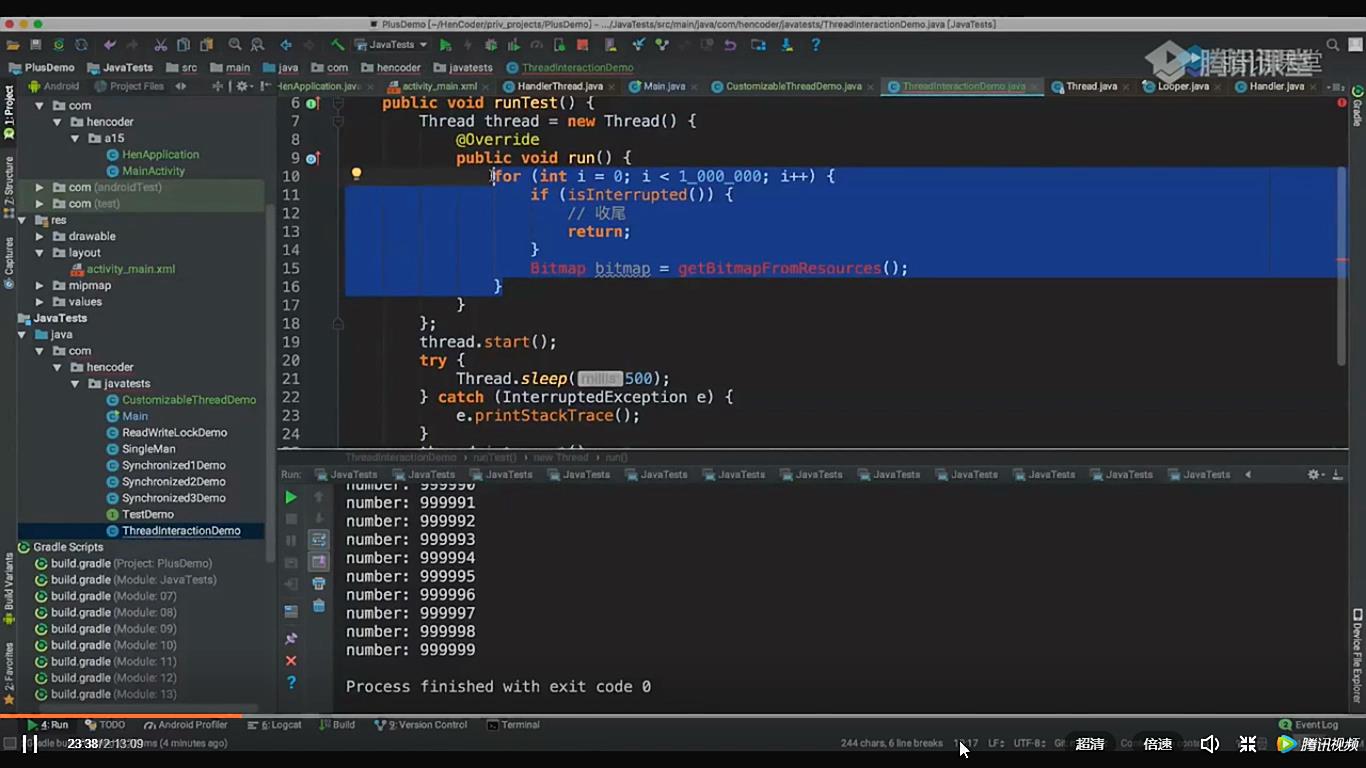 PlusDemo [~/HenCoder/priv_projects/PlusDemo] – .../JavaTests/src/main/java/com/hencoder/javatests/ThreadInteractionDemo.java [JavaTests]
JavaTests
PlusDemo JavaTests src main java com hencoder javatests ThreadInteractionDemo
腾讯课堂
Android Project Files
HenApplication.java activity_main.xml HandlerThread.java Main.java CustomizableThreadDemo.java ThreadInteractionDemo.java Thread.java Looper.java Handler.java
1: Project
Z: Structure
Captures
Build Variants
2: Favorites
Gradle
Device File Explorer
com
hencoder
a15
HenApplication
MainActivity
com (androidTest)
com (test)
res
drawable
layout
activity_main.xml
mipmap
values
JavaTests
java
com
hencoder
javatests
CustomizableThreadDemo
Main
ReadWriteLockDemo
SingleMan
Synchronized1Demo
Synchronized2Demo
Synchronized3Demo
TestDemo
ThreadInteractionDemo
Gradle Scripts
build.gradle (Project: PlusDemo)
build.gradle (Module: JavaTests)
build.gradle (Module: 07)
build.gradle (Module: 08)
build.gradle (Module: 09)
build.gradle (Module: 10)
build.gradle (Module: 11)
build.gradle (Module: 12)
build.gradle (Module: 13)
6 public void runTest() {
7 Thread thread = new Thread() {
8 @Override
9 public void run() {
10 for (int i = 0; i < 1_000_000; i++) {
11 if (isInterrupted()) {
12 // 收尾
13 return;
14 }
15 Bitmap bitmap = getBitmapFromResources();
16 }
17 }
18 };
19 thread.start();
20 try {
21 Thread.sleep( millis: 500);
22 } catch (InterruptedException e) {
23 e.printStackTrace();
24 }
ThreadInteractionDemo › runTest() › new Thread › run()
Run: JavaTests JavaTests JavaTests JavaTests JavaTests JavaTests JavaTests JavaTests JavaTests JavaTests JavaTests JavaTests
number: 999990
number: 999991
number: 999992
number: 999993
number: 999994
number: 999995
number: 999996
number: 999997
number: 999998
number: 999999
Process finished with exit code 0
4: Run TODO Android Profiler 6: Logcat Build 9: Version Control Terminal Event Log
23:38/2:13:09 (4 minutes ago)
244 chars, 6 line breaks LF÷ UTF-8÷
超清 倍速 腾讯视频